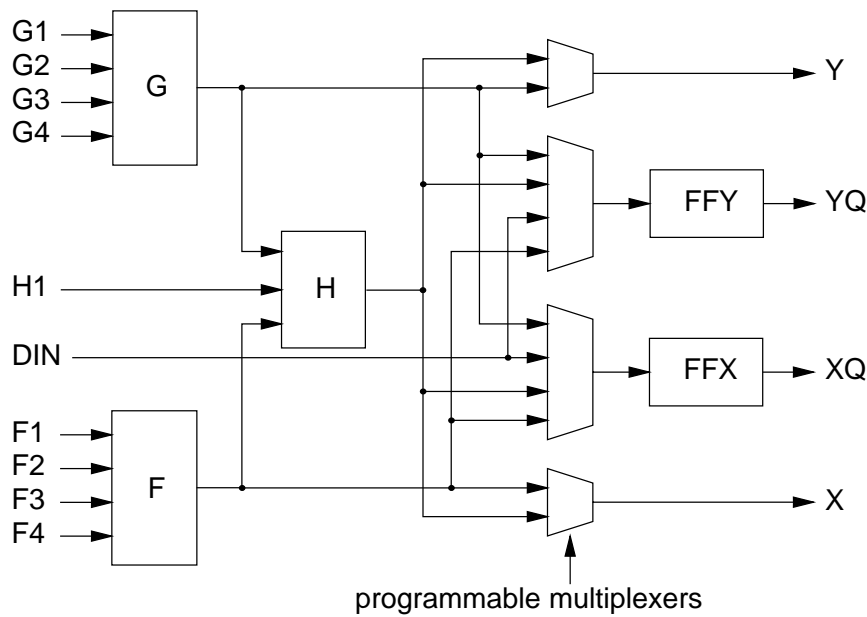 G1
G2
G3
G4
G
Y
FFY
YQ
H1
H
DIN
FFX
XQ
F1
F2
F3
F4
F
X
programmable multiplexers